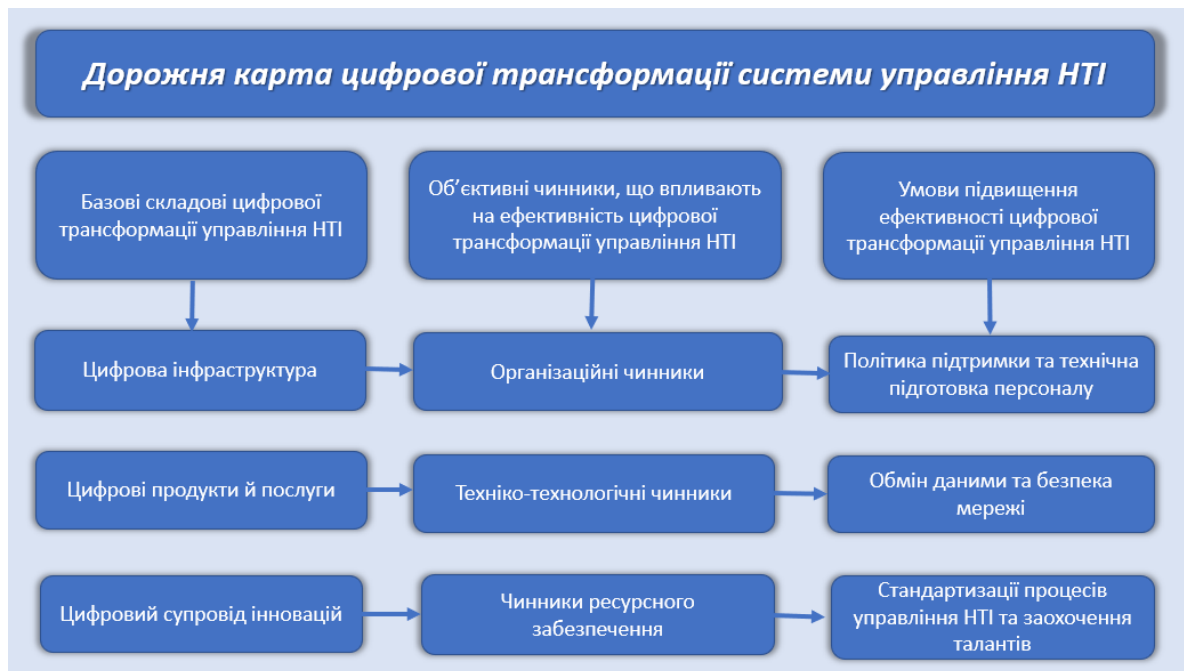 Дорожня карта цифрової трансформації системи управління НТІ
Базові складові цифрової
трансформації управління НТІ
Об’єктивні чинники, що впливають
на ефективність цифрової
трансформації управління НТІ
Умови підвищення
ефективності цифрової
трансформації управління НТІ
Цифрова інфраструктура
Організаційні чинники
Політика підтримки та технічна
підготовка персоналу
Цифрові продукти й послуги
Техніко-технологічні чинники
Обмін даними та безпека
мережі
Цифровий супровід інновацій
Чинники ресурсного
забезпечення
Стандартизації процесів
управління НТІ та заохочення
талантів